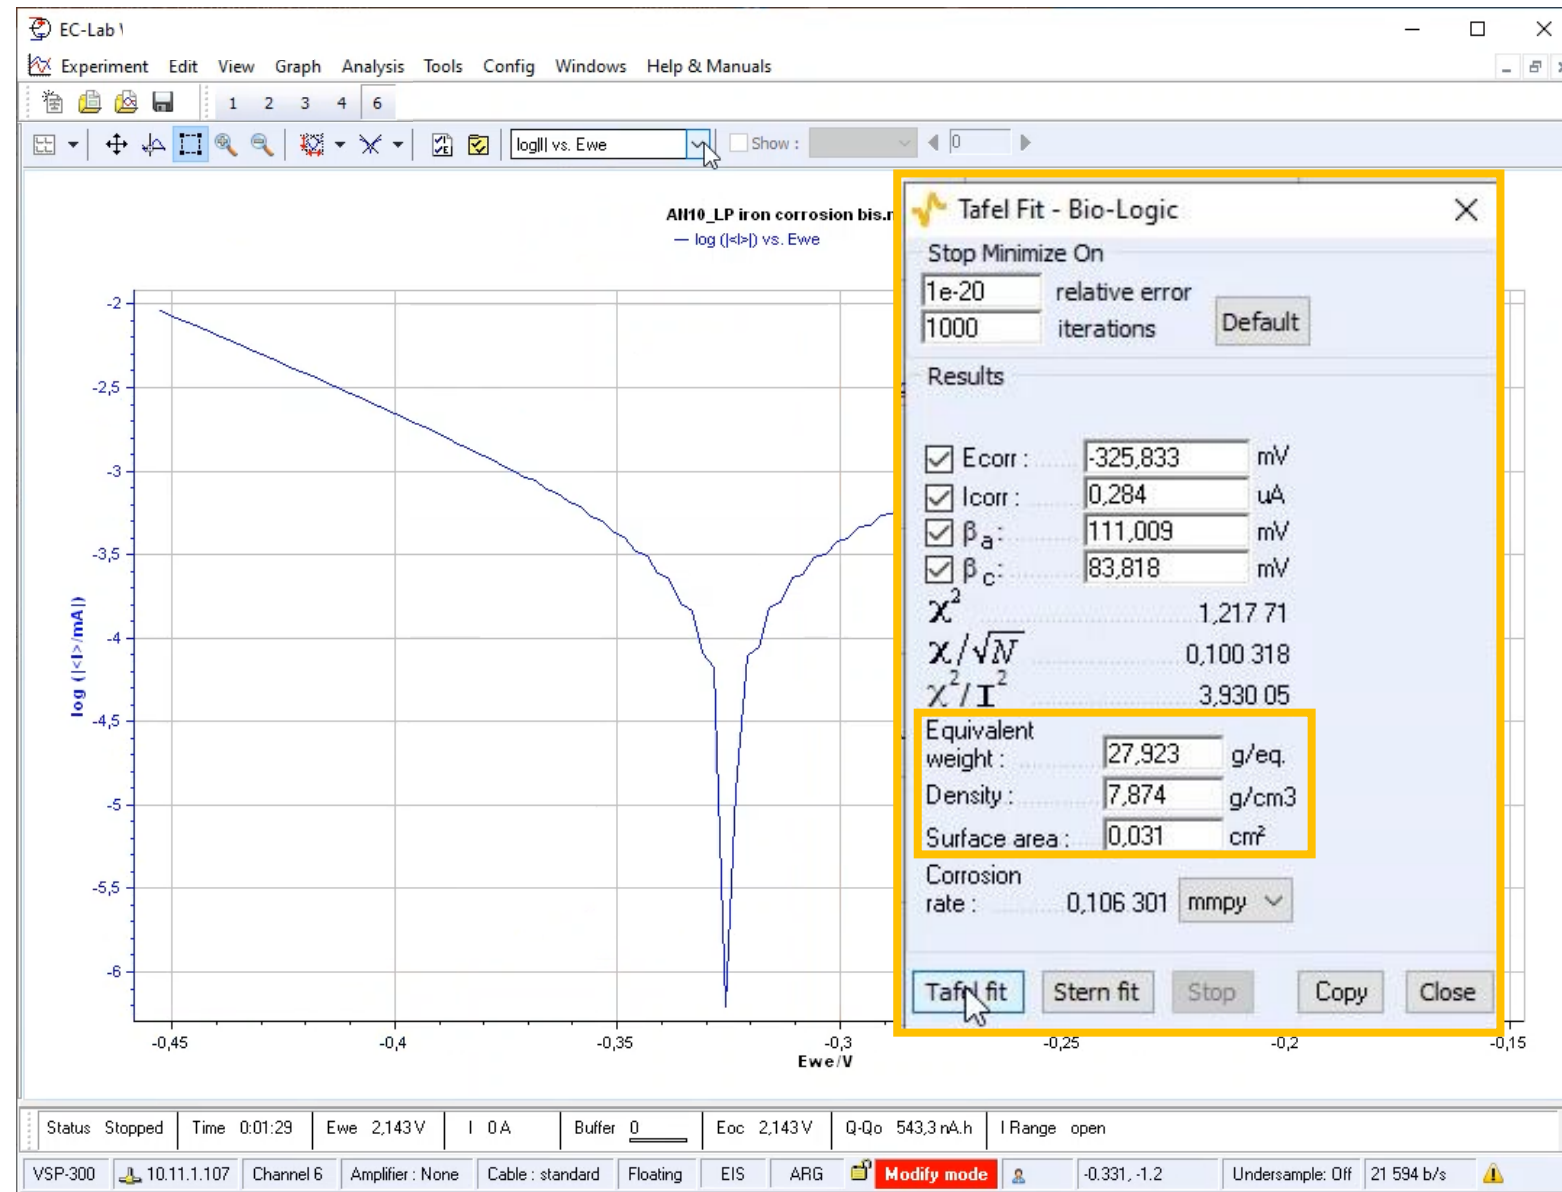 EC-Lab \
Experiment Edit View Graph Analysis Tools Config Windows Help & Manuals
1 2 3 4 6
log|I| vs. Ewe Show : 0
AN10_LP iron corrosion bis.
log (|<I>|) vs. Ewe
-2
-2,5
-3
-3,5
-4
-4,5
-5
-5,5
-6
log (|<I>/mA|)
-0,45 -0,4 -0,35 -0,3 -0,25 -0,2 -0,15
Ewe/V
Tafel Fit - Bio-Logic
Stop Minimize On
1e-20 relative error
1000 iterations Default
Results
Ecorr : -325,833 mV
Icorr : 0,284 uA
βa: 111,009 mV
βc: 83,818 mV
χ² 1,217 71
χ/√N 0,100 318
χ²/I² 3,930 05
Equivalent
weight : 27,923 g/eq.
Density : 7,874 g/cm3
Surface area : 0,031 cm²
Corrosion
rate : 0,106 301 mmpy
Tafel fit Stern fit Stop Copy Close
Status Stopped Time 0:01:29 Ewe 2,143 V I 0 A Buffer 0 Eoc 2,143 V Q-Qo 543,3 nA.h I Range open
VSP-300 10.11.1.107 Channel 6 Amplifier : None Cable : standard Floating EIS ARG Modify mode -0.331, -1.2 Undersample: Off 21 594 b/s